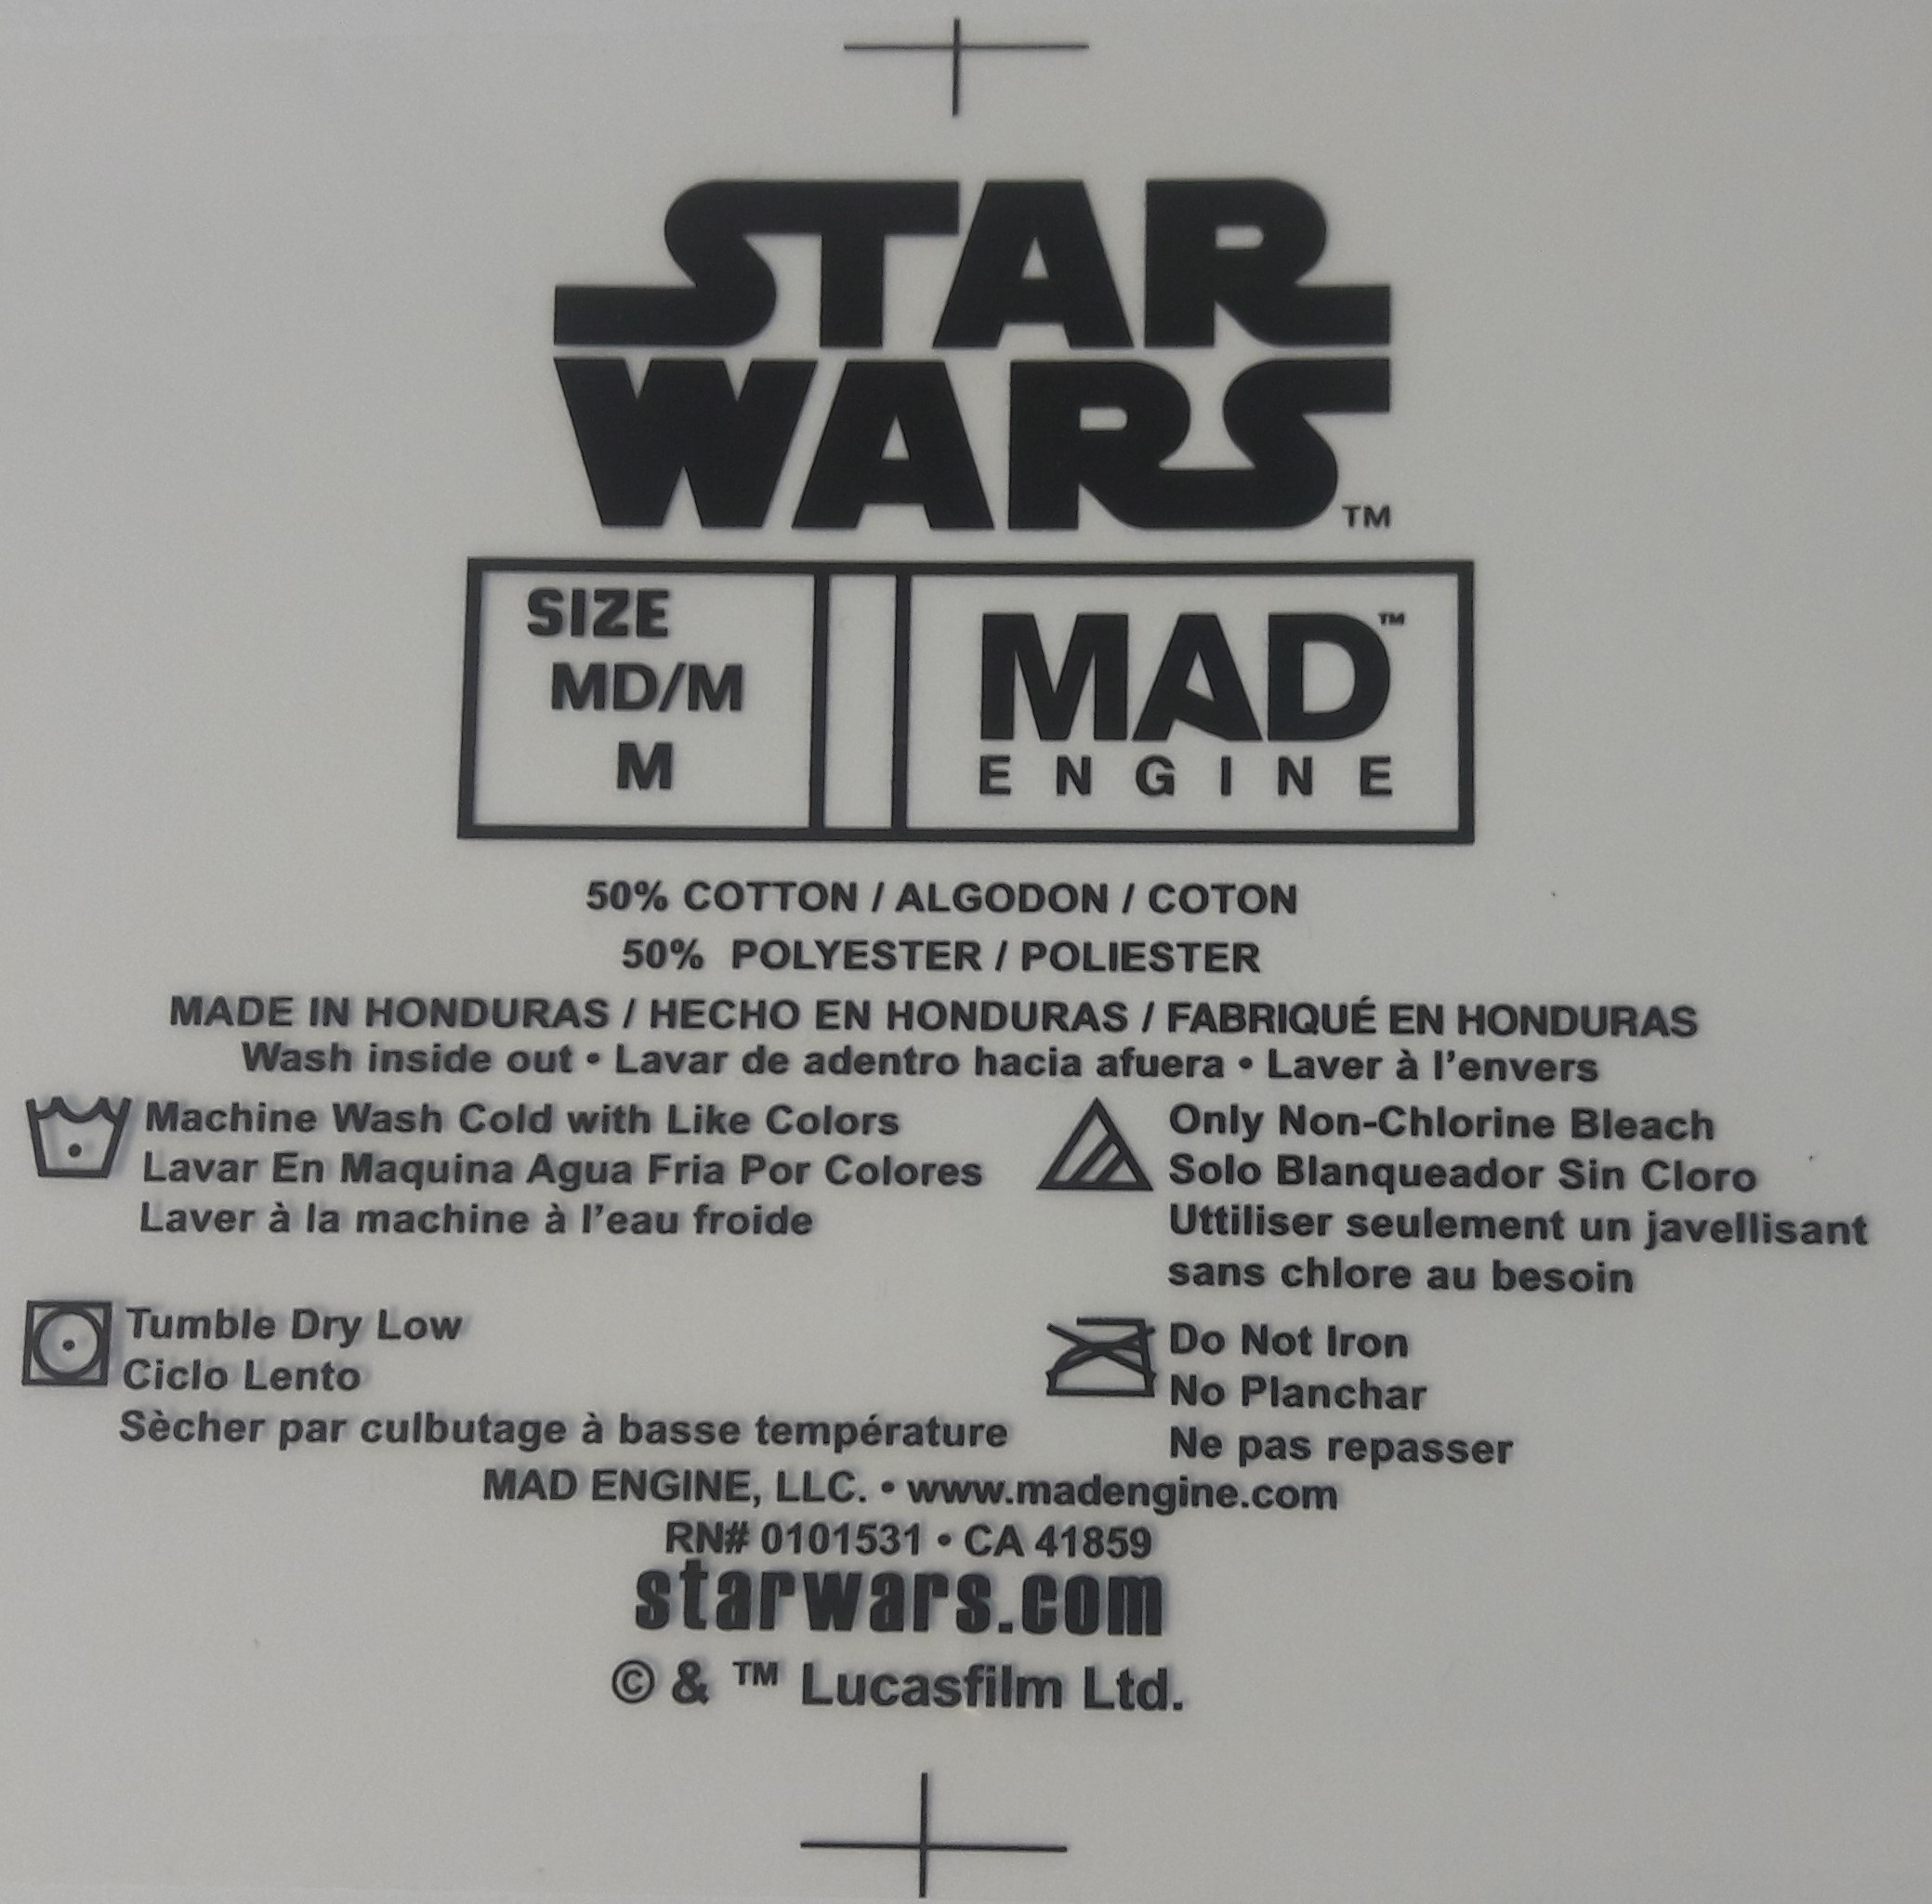 STAR
WARS™
SIZE
MD/M
M
MAD™
ENGINE
50% COTTON / ALGODON / COTON
50% POLYESTER / POLIESTER
MADE IN HONDURAS / HECHO EN HONDURAS / FABRIQUÉ EN HONDURAS
Wash inside out • Lavar de adentro hacia afuera • Laver à l'envers
Machine Wash Cold with Like Colors
Lavar En Maquina Agua Fria Por Colores
Laver à la machine à l'eau froide
Only Non-Chlorine Bleach
Solo Blanqueador Sin Cloro
Uttiliser seulement un javellisant
sans chlore au besoin
Tumble Dry Low
Ciclo Lento
Sècher par culbutage à basse température
Do Not Iron
No Planchar
Ne pas repasser
MAD ENGINE, LLC. • www.madengine.com
RN# 0101531 • CA 41859
starwars.com
© & ™ Lucasfilm Ltd.